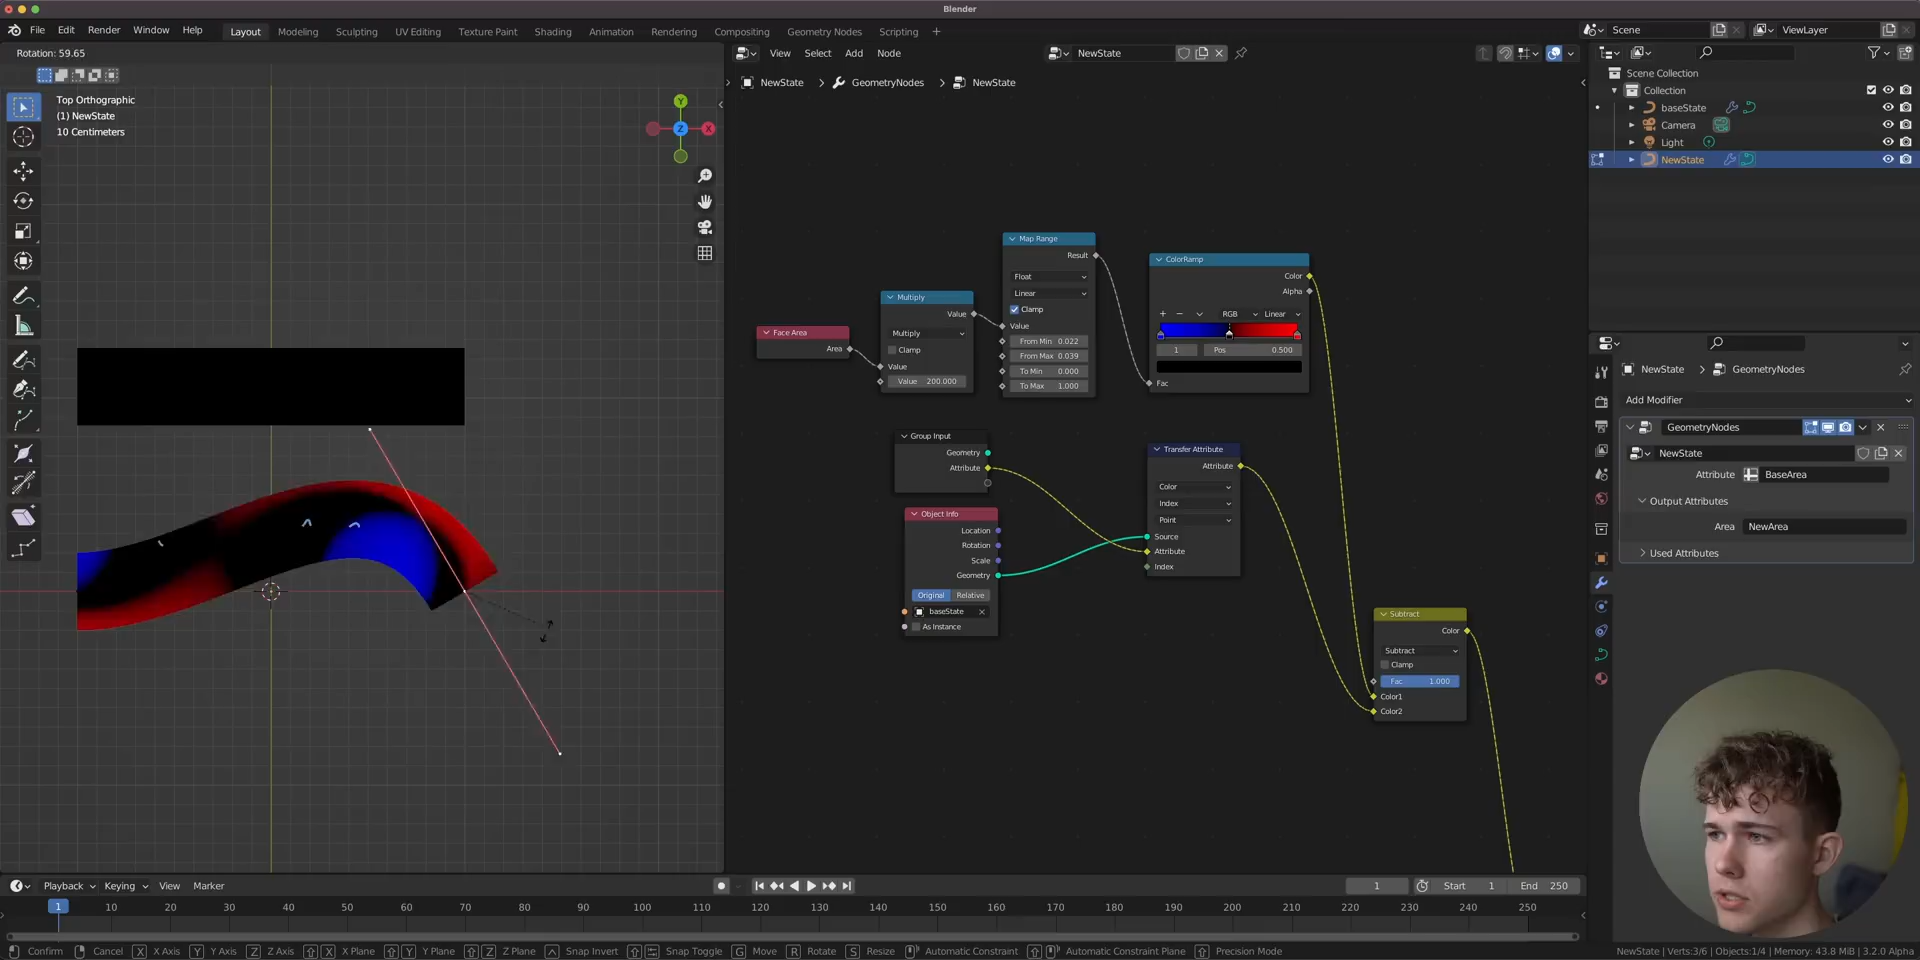 Blender
File Edit Render Window Help Layout Modeling Sculpting UV Editing Texture Paint Shading Animation Rendering Compositing Geometry Nodes Scripting + Scene ViewLayer
Rotation: 59.65
View Select Add Node NewState
NewState > GeometryNodes > NewState
Top Orthographic
(1) NewState
10 Centimeters
Y
Z
X
Face Area
Area
Multiply
Value
Multiply
Clamp
Value
Value 200.000
Map Range
Result
Float
Linear
Clamp
Value
From Min 0.022
From Max 0.039
To Min 0.000
To Max 1.000
ColorRamp
Color
Alpha
+ − RGB Linear
1 Pos 0.500
Fac
Group Input
Geometry
Attribute
Object Info
Location
Rotation
Scale
Geometry
Original Relative
baseState
As Instance
Transfer Attribute
Attribute
Color
Index
Point
Source
Attribute
Index
Subtract
Color
Subtract
Clamp
Fac 1.000
Color1
Color2
Scene Collection
Collection
baseState
Camera
Light
NewState
NewState > GeometryNodes
Add Modifier
GeometryNodes
NewState
Attribute BaseArea
Output Attributes
Area NewArea
Used Attributes
Playback Keying View Marker 1 Start 1 End 250
1 10 20 30 40 50 60 70 80 90 100 110 120 130 140 150 160 170 180 190 200 210 220 230 240 250
Confirm Cancel X X Axis Y Y Axis Z Z Axis X X Plane Y Y Plane Z Z Plane Snap Invert Snap Toggle G Move R Rotate S Resize Automatic Constraint Automatic Constraint Plane Precision Mode NewState | Verts:3/6 | Objects:1/4 | Memory: 43.8 MiB | 3.2.0 Alpha